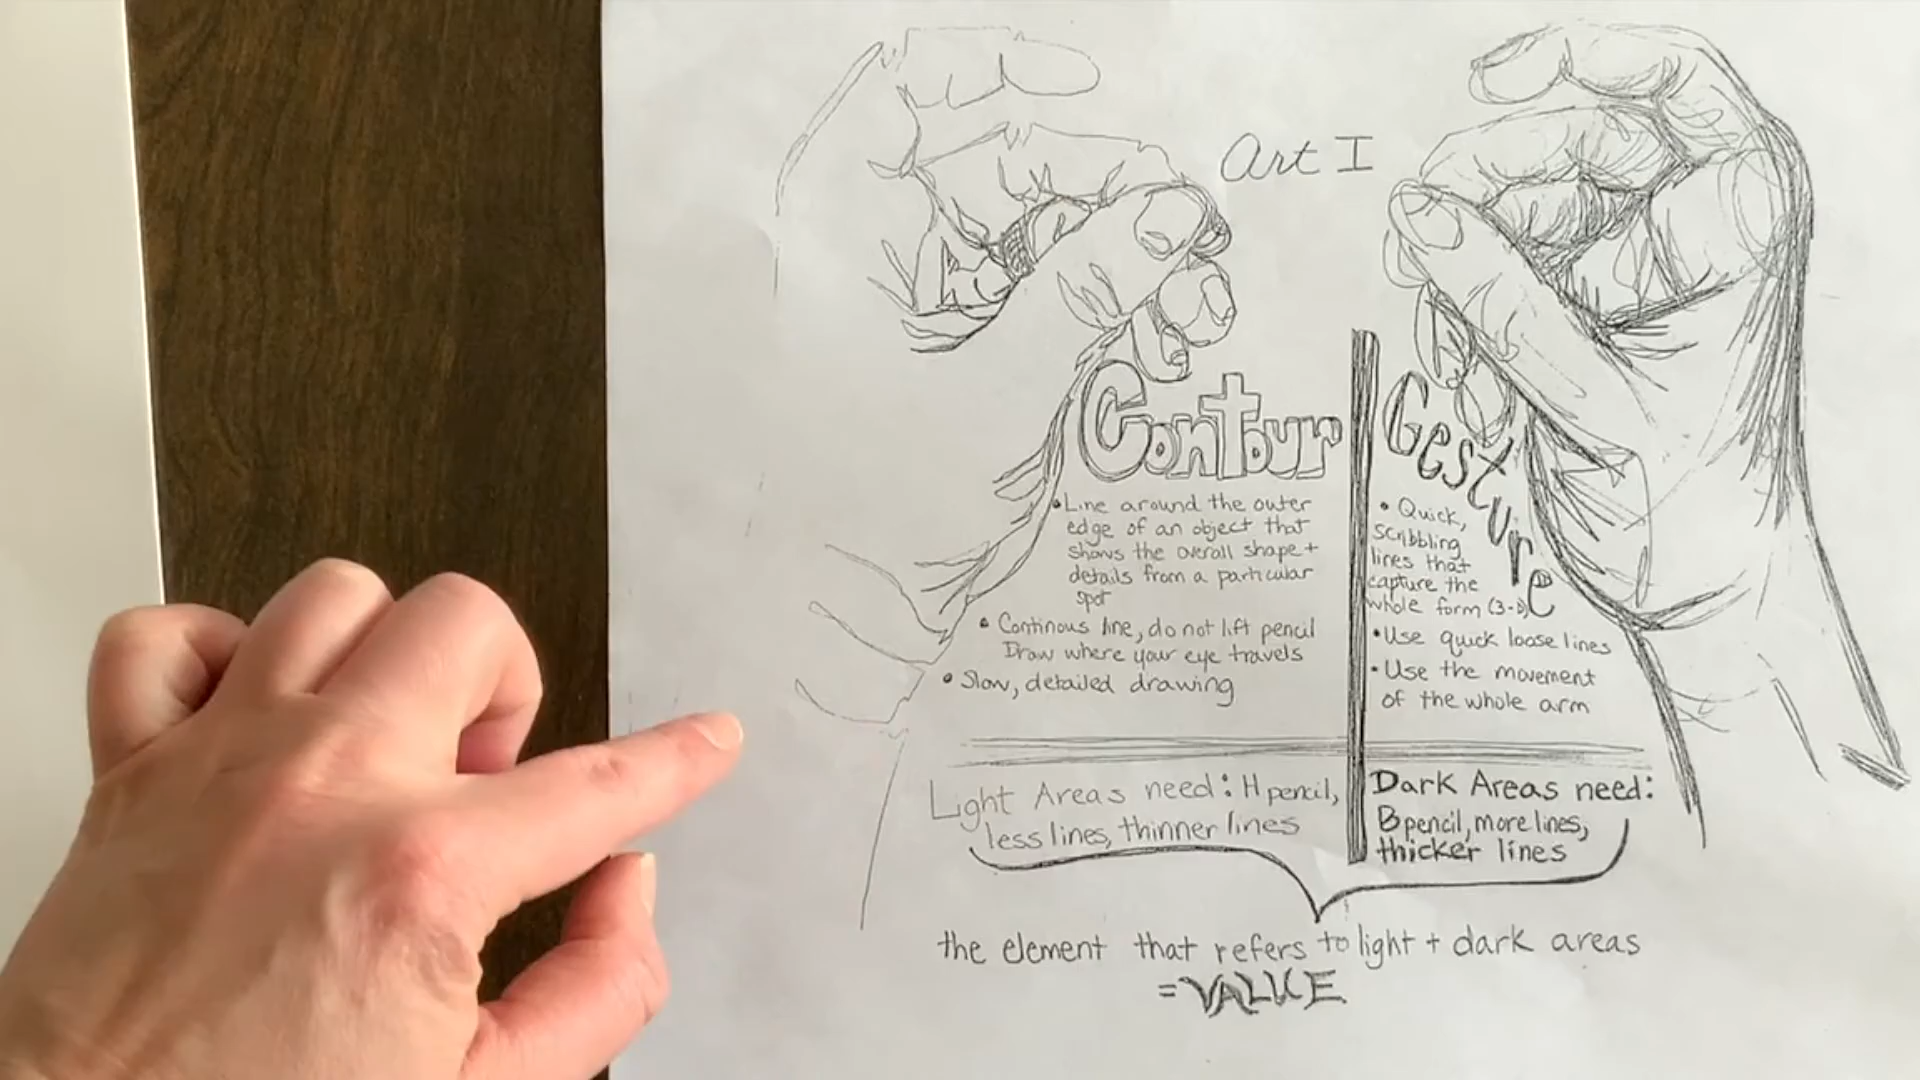 Art I
Contour
• Line around the outer
edge of an object that
shows the overall shape +
details from a particular
spot
• Continous line, do not lift pencil
Draw where your eye travels
• Slow, detailed drawing
Gesture
• Quick,
scribbling
lines that
capture the
whole form (3-D)
• Use quick loose lines
• Use the movement
of the whole arm
Light Areas need: H pencil,
less lines, thinner lines
Dark Areas need:
B pencil, more lines,
thicker lines
the element that refers to light + dark areas
= VALUE